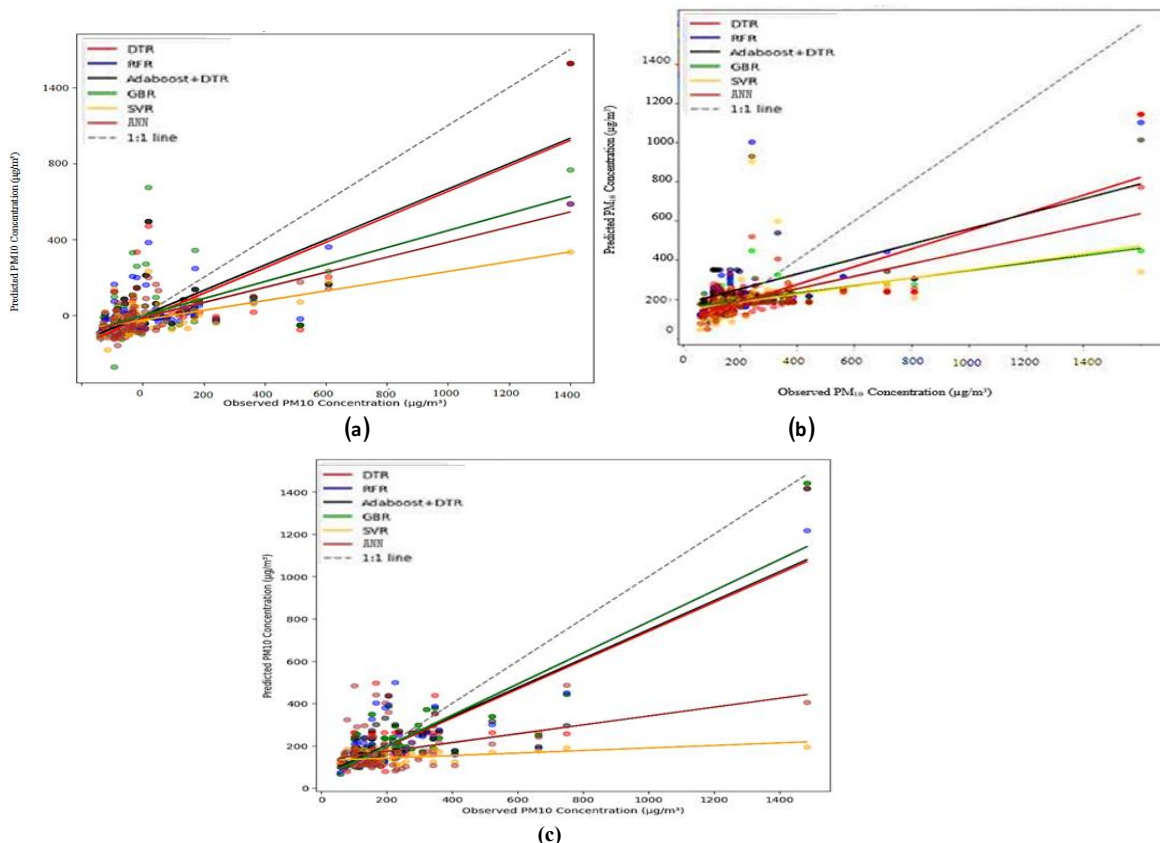 DTR
RFR
Adaboost+DTR
GBR
SVR
ANN
1:1 line
1400
800
400
0
Predicted PM10 Concentration (µg/m³)
0 200 400 600 800 1000 1200 1400
Observed PM10 Concentration (µg/m³)
(a)
DTR
RFR
Adaboost+DTR
GBR
SVR
ANN
1:1 line
1400
1200
1000
800
600
400
200
0
Predicted PM₁₀ Concentration (µg/m³)
0 200 400 600 800 1000 1200 1400
Observed PM₁₀ Concentration (µg/m³)
(b)
DTR
RFR
Adaboost+DTR
GBR
SVR
ANN
1:1 line
1400
1200
1000
800
600
400
200
0
Predicted PM10 Concentration (µg/m³)
0 200 400 600 800 1000 1200 1400
Observed PM10 Concentration (µg/m³)
(c)